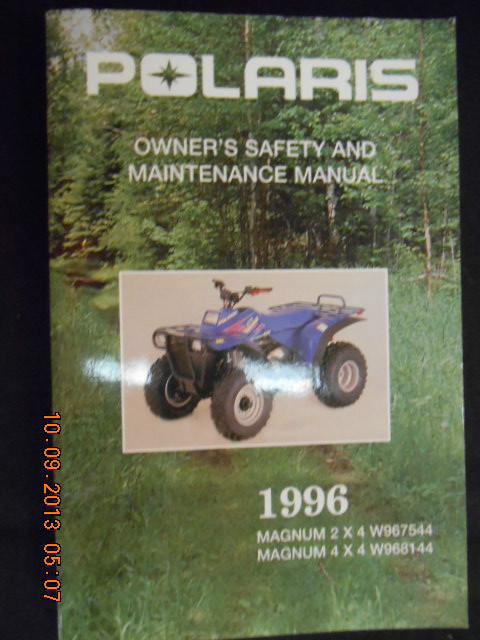 POLARIS
OWNER'S SAFETY AND
MAINTENANCE MANUAL
1996
MAGNUM 2 X 4 W967544
MAGNUM 4 X 4 W968144
10.09.2013 05:07